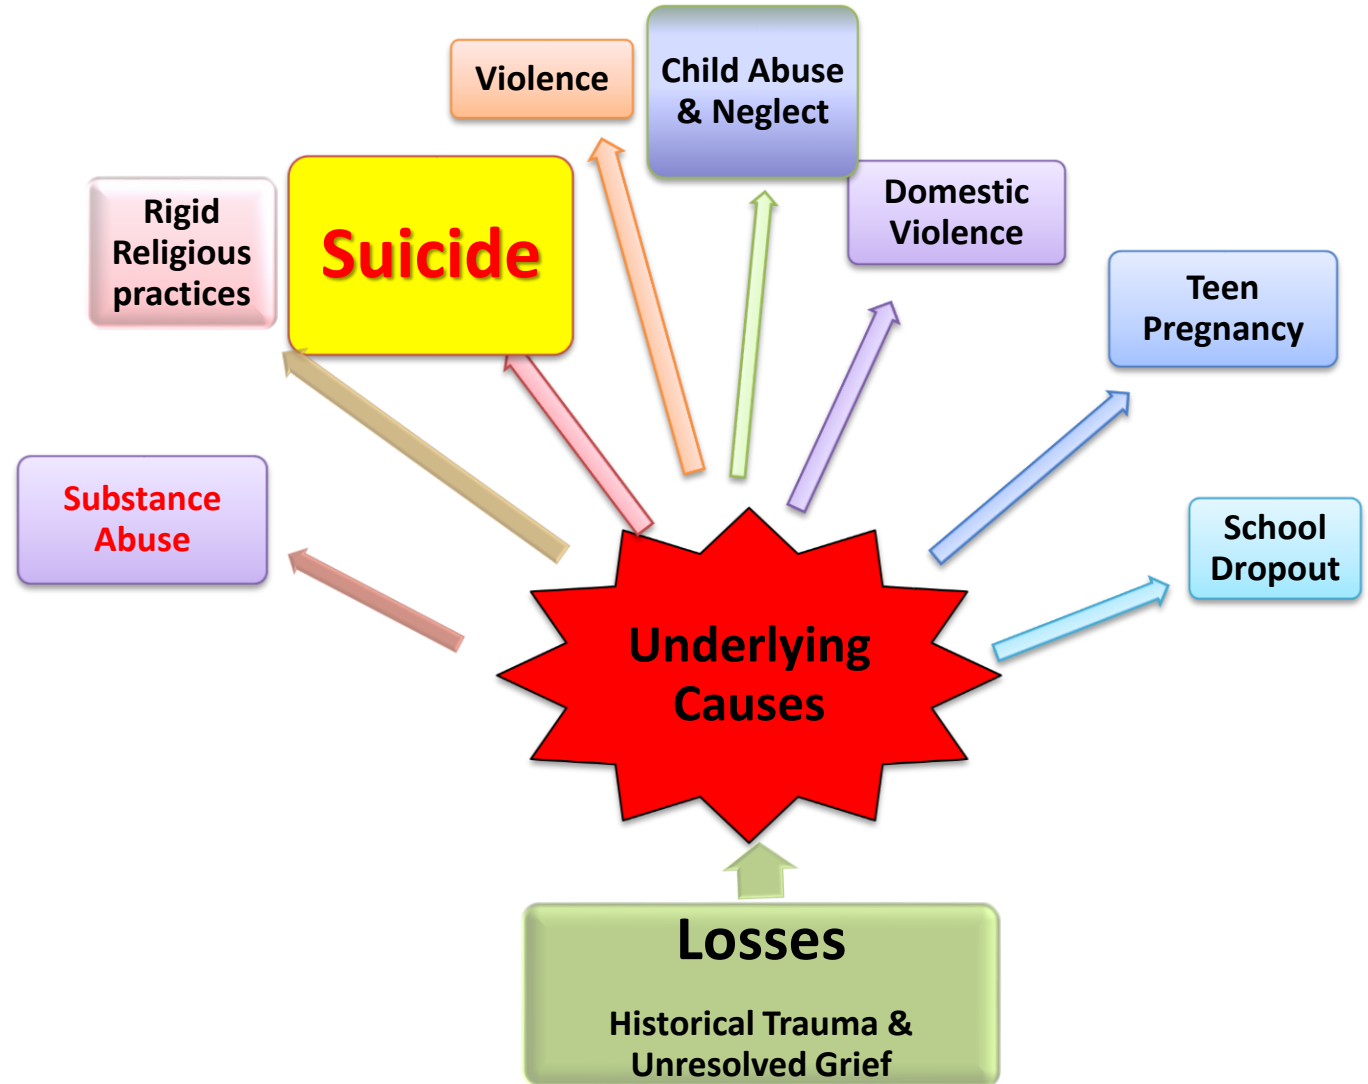 Violence
Child Abuse
& Neglect
Domestic
Violence
Rigid
Religious
practices
Suicide
Teen
Pregnancy
Substance
Abuse
School
Dropout
Underlying
Causes
Losses
Historical Trauma &
Unresolved Grief